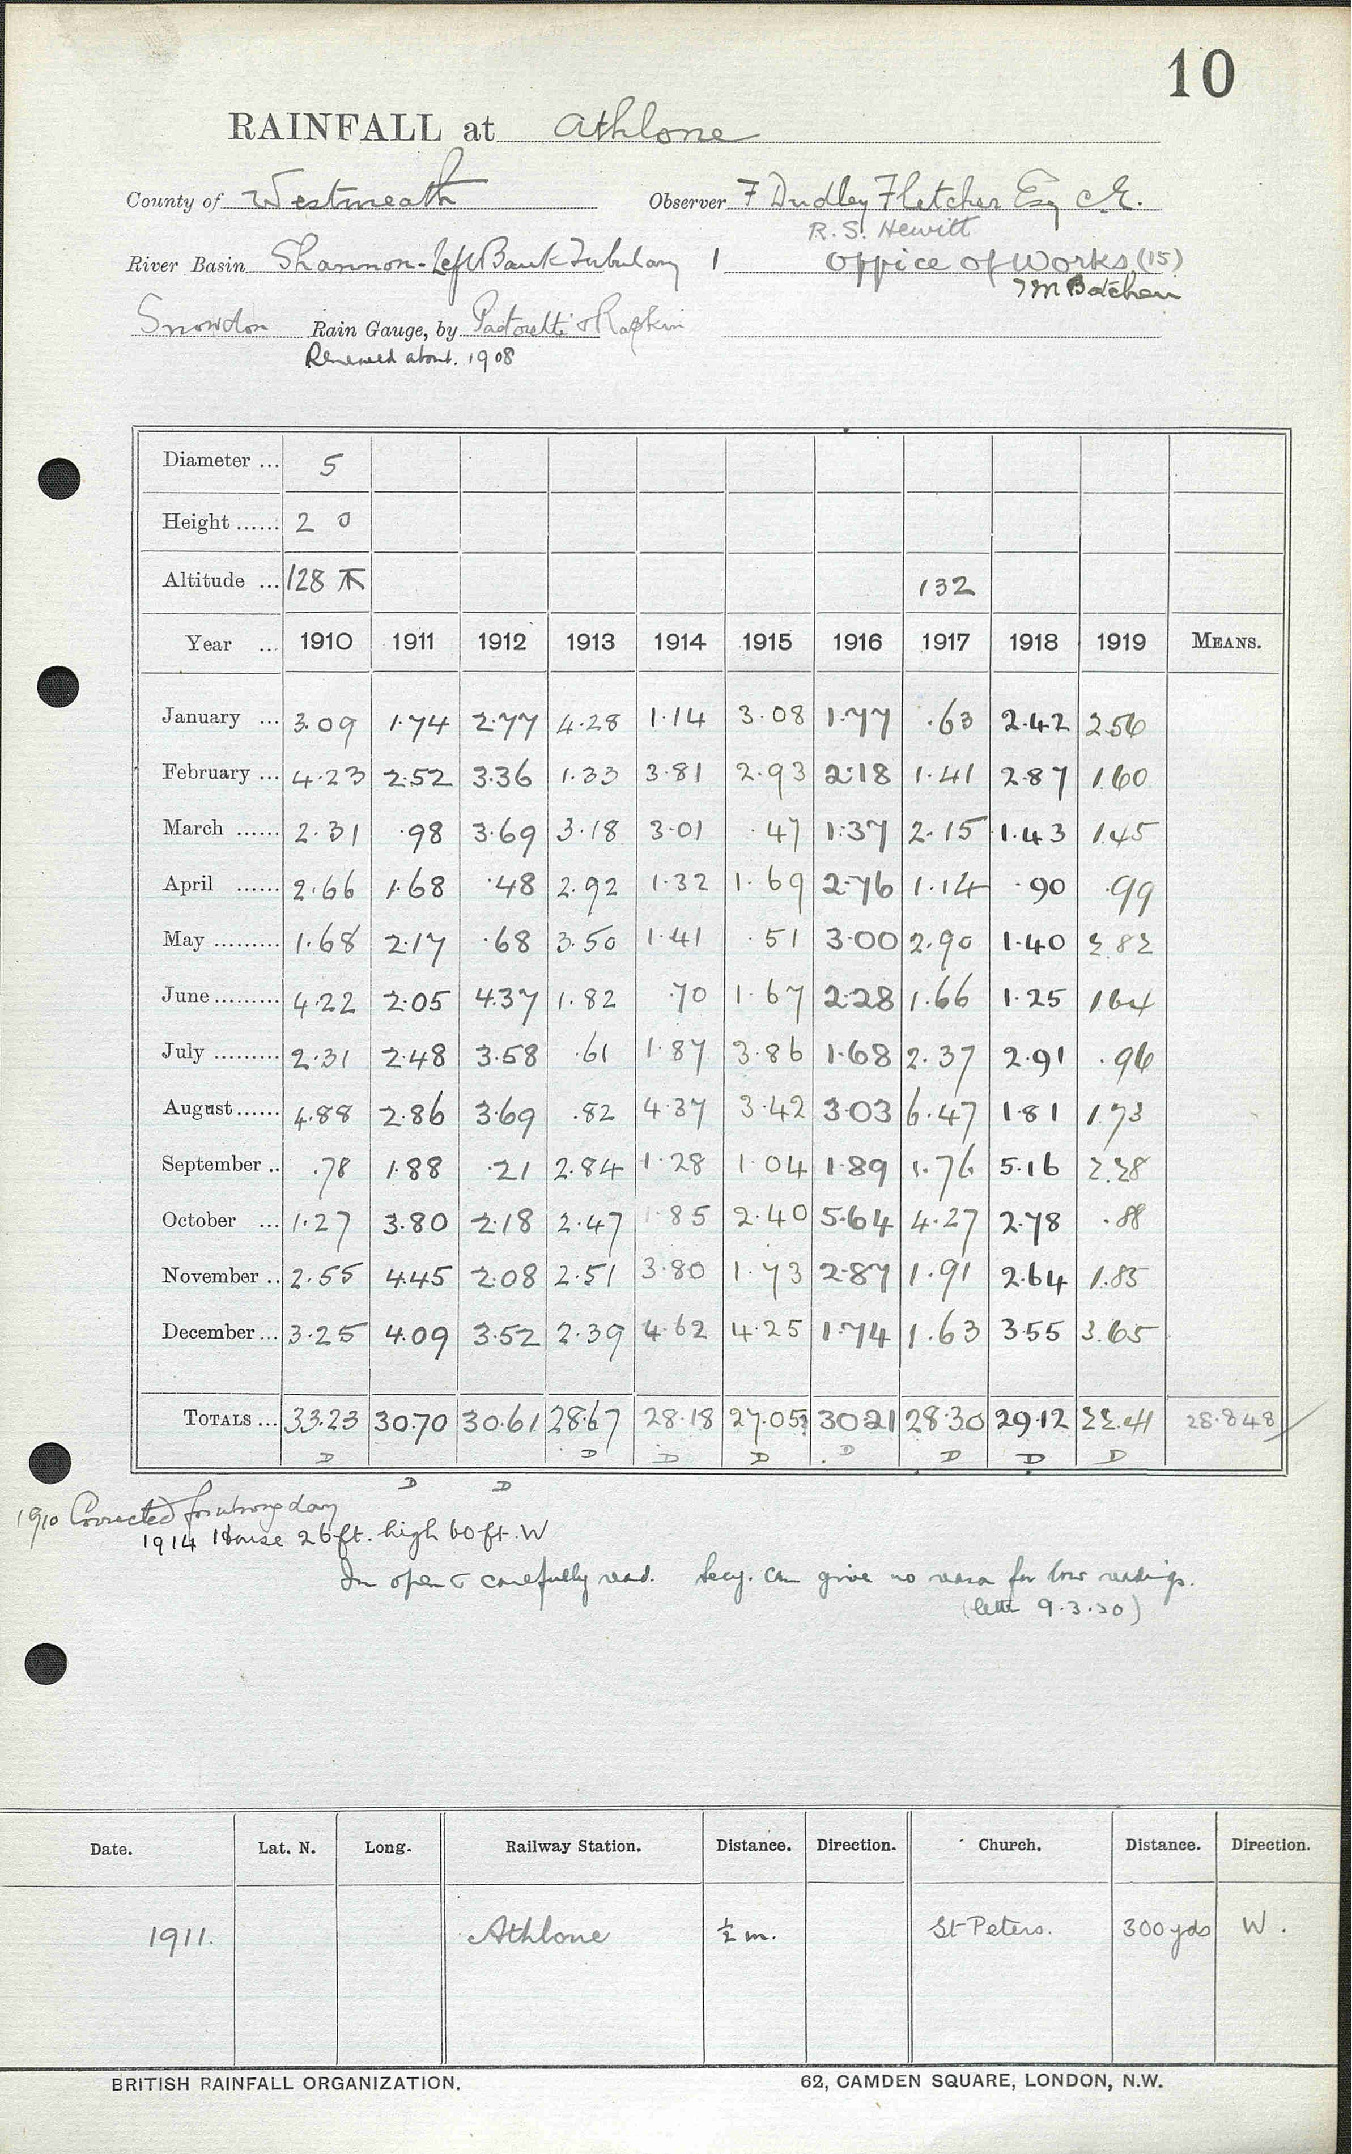 10
RAINFALL at Athlone
County of Westmeath Observer F Dudley Fletcher Esq C.E.
R. S. Hewitt
River Basin Shannon - Left Bank Tributary 1 Office of Works (15)
Snowdon Rain Gauge, by Pastorelli & Rapkin
Renewed about. 1908
Diameter ... 5
Height ...... 2 0
Altitude ... 128 132
Year ... 1910 1911 1912 1913 1914 1915 1916 1917 1918 1919 MEANS.
January ... 3.09 1.74 2.77 4.28 1.14 3.08 1.77 .63 2.42 2.56
February ... 4.23 2.52 3.36 1.33 3.81 2.93 2.18 1.41 2.87 1.60
March ...... 2.31 .98 3.69 3.18 3.01 .47 1.37 2.15 1.43 1.45
April ...... 2.66 1.68 .48 2.92 1.32 1.69 2.76 1.14 .90 .99
May ......... 1.68 2.17 .68 3.50 1.41 .51 3.00 2.90 1.40 2.82
June ......... 4.22 2.05 4.37 1.82 .70 1.67 2.28 1.66 1.25 1.64
July ......... 2.31 2.48 3.58 .61 1.87 3.86 1.68 2.37 2.91 .96
August ...... 4.88 2.86 3.69 .82 4.37 3.42 3.03 6.47 1.81 1.73
September .. .78 1.88 .21 2.84 1.28 1.04 1.89 1.76 5.16 2.28
October ... 1.27 3.80 2.18 2.47 1.85 2.40 5.64 4.27 2.78 .88
November .. 2.55 4.45 2.08 2.51 3.80 1.73 2.87 1.91 2.64 1.85
December ... 3.25 4.09 3.52 2.39 4.62 4.25 1.74 1.63 3.55 3.65
TOTALS ... 33.23 30.70 30.61 28.67 28.18 27.05? 30.21 28.30 29.12 22.41 28.848
D D D D D D D D
D D
1910 Corrected for wrong day
1914 House 26 ft. high 60 ft. W
In open & carefully read. Secy. can give no reason for low readings.
(letter 9.3.20)
Date. Lat. N. Long. Railway Station. Distance. Direction. Church. Distance. Direction.
1911. Athlone ½ m. St Peters. 300 yds W.
BRITISH RAINFALL ORGANIZATION. 62, CAMDEN SQUARE, LONDON, N.W.